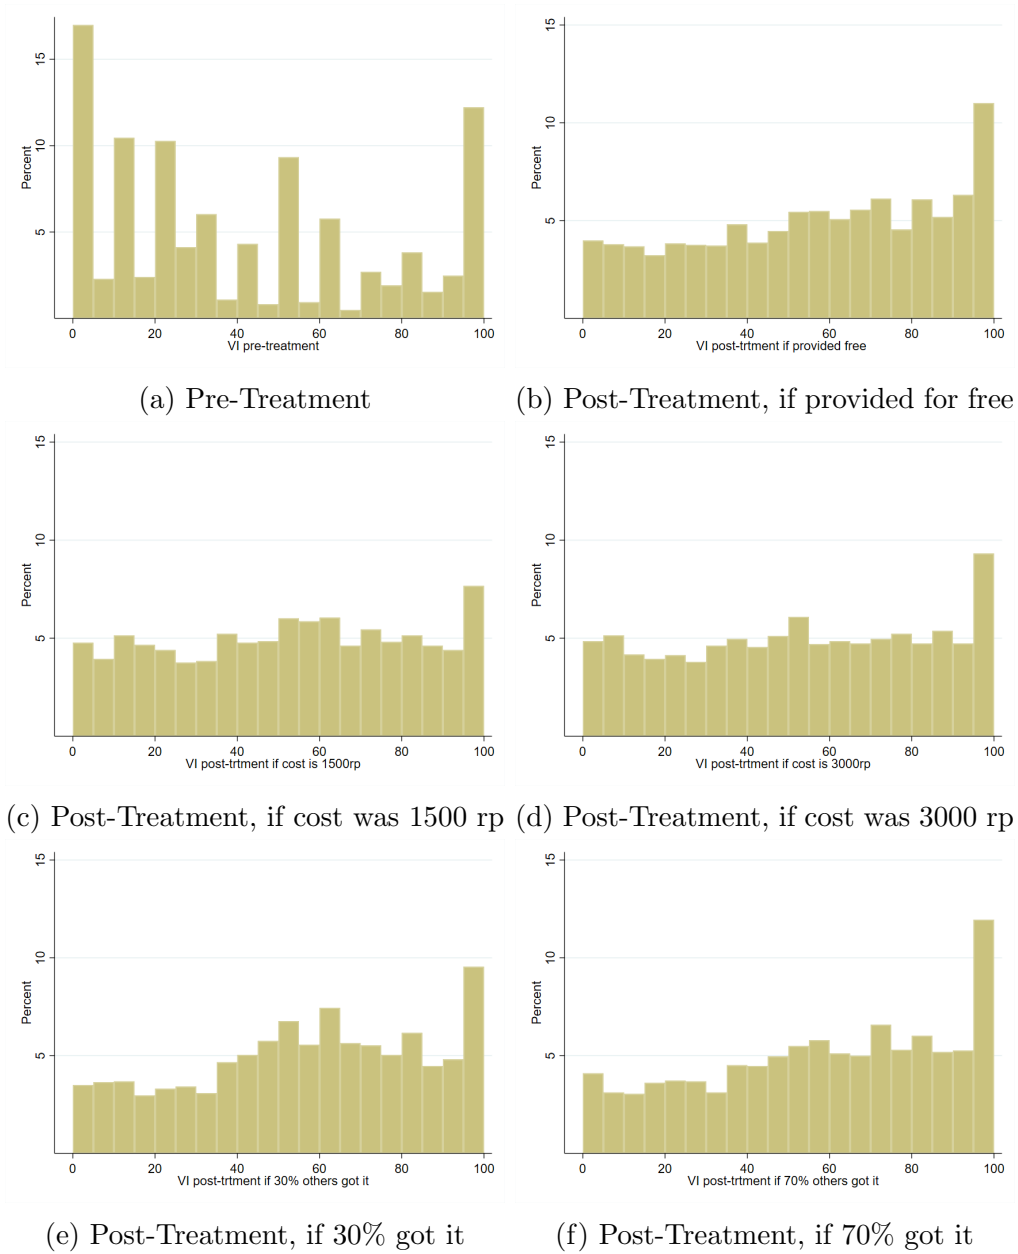 15
10
5
Percent
0 20 40 60 80 100
VI pre-treatment
(a) Pre-Treatment
15
10
5
Percent
0 20 40 60 80 100
VI post-trtment if provided free
(b) Post-Treatment, if provided for free
15
10
5
Percent
0 20 40 60 80 100
VI post-trtment if cost is 1500rp
(c) Post-Treatment, if cost was 1500 rp
15
10
5
Percent
0 20 40 60 80 100
VI post-trtment if cost is 3000rp
(d) Post-Treatment, if cost was 3000 rp
15
10
5
Percent
0 20 40 60 80 100
VI post-trtment if 30% others got it
(e) Post-Treatment, if 30% got it
15
10
5
Percent
0 20 40 60 80 100
VI post-trtment if 70% others got it
(f) Post-Treatment, if 70% got it